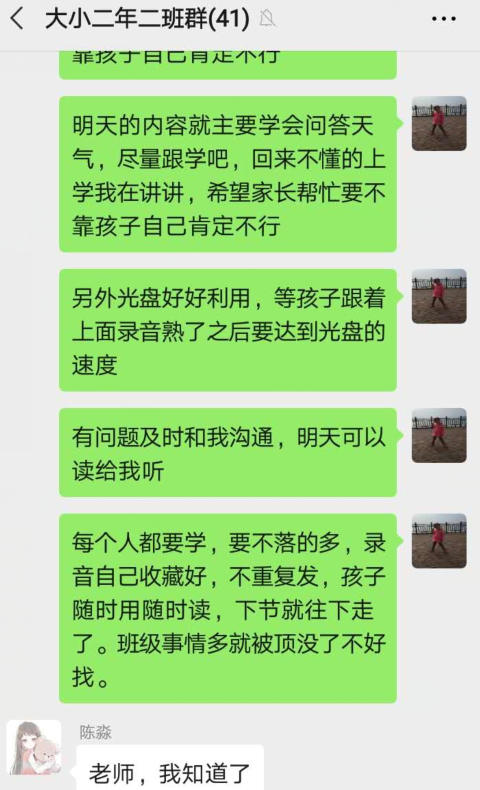 大小二年二班群(41)
靠孩子自己肯定不行
明天的内容就主要学会问答天
气，尽量跟学吧，回来不懂的上
学我在讲讲，希望家长帮忙要不
靠孩子自己肯定不行
另外光盘好好利用，等孩子跟着
上面录音熟了之后要达到光盘的
速度
有问题及时和我沟通，明天可以
读给我听
每个人都要学，要不落的多，录
音自己收藏好，不重复发，孩子
随时用随时读，下节就往下走
了。班级事情多就被顶没了不好
找。
陈淼
老师，我知道了